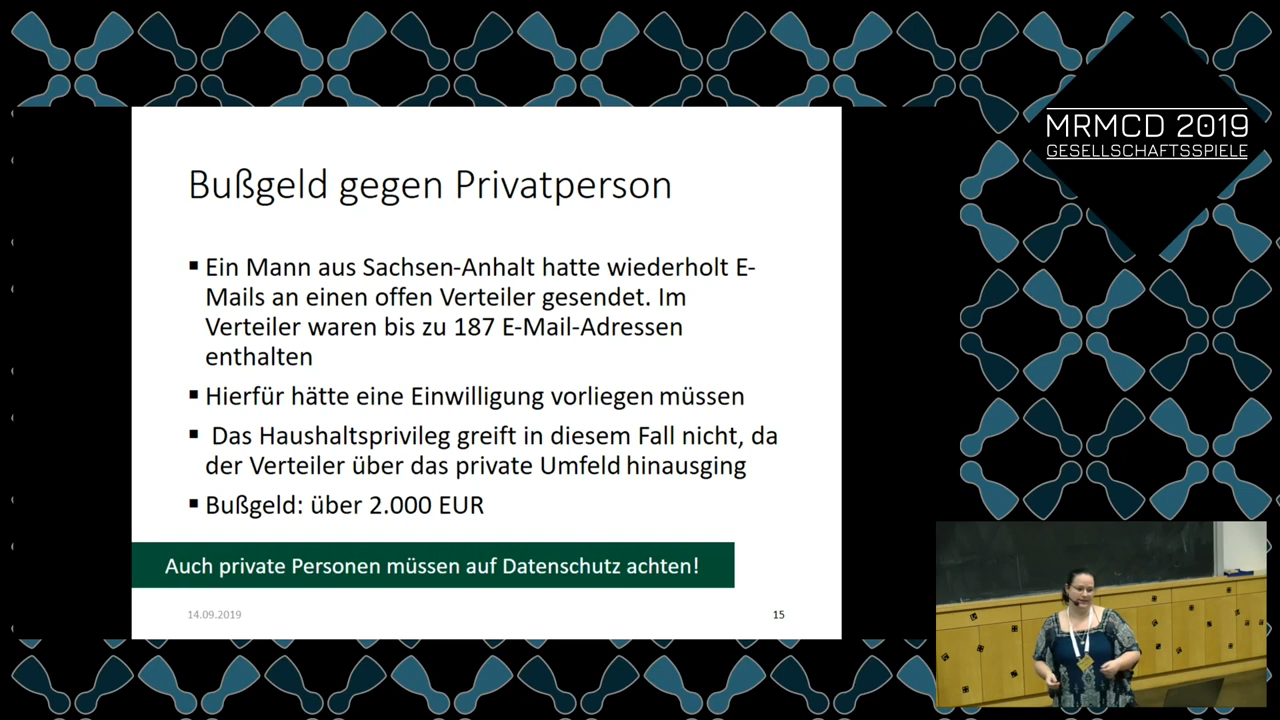 MRMCD 2019
GESELLSCHAFTSSPIELE
Bußgeld gegen Privatperson
▪ Ein Mann aus Sachsen-Anhalt hatte wiederholt E-
Mails an einen offen Verteiler gesendet. Im
Verteiler waren bis zu 187 E-Mail-Adressen
enthalten
▪ Hierfür hätte eine Einwilligung vorliegen müssen
▪ Das Haushaltsprivileg greift in diesem Fall nicht, da
der Verteiler über das private Umfeld hinausging
▪ Bußgeld: über 2.000 EUR
Auch private Personen müssen auf Datenschutz achten!
14.09.2019
15